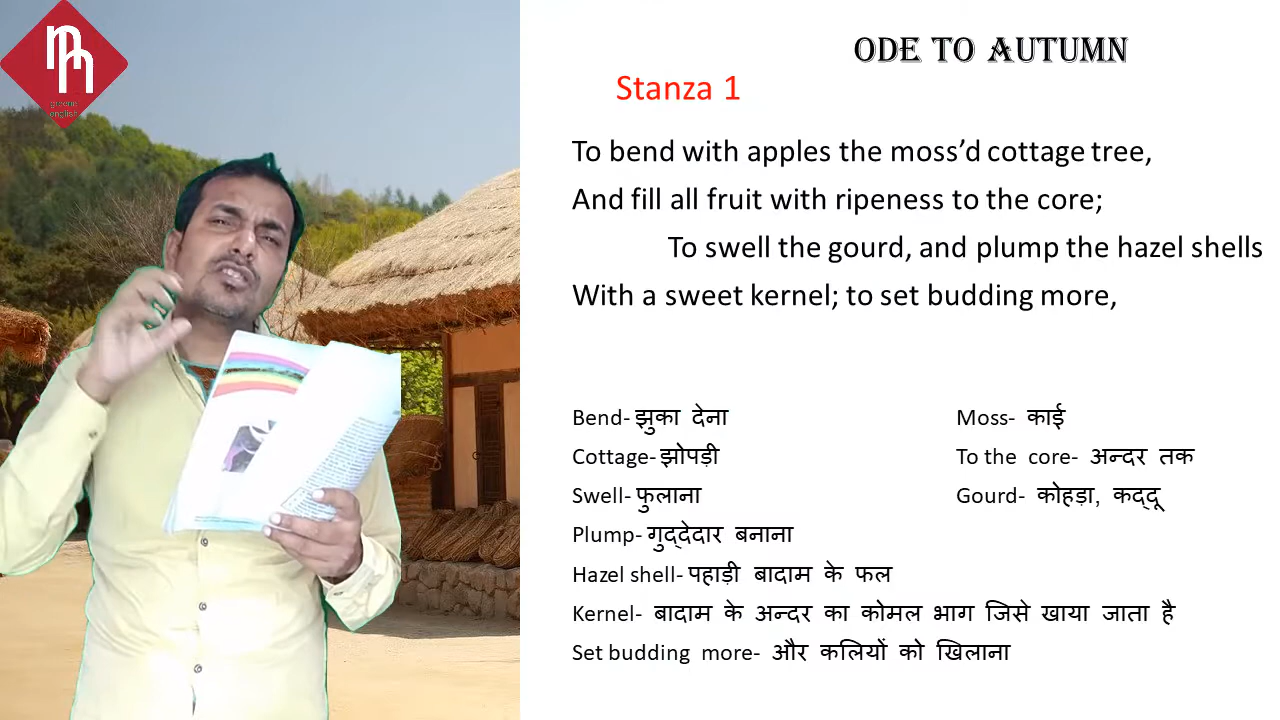 greene
english
ODE TO AUTUMN
Stanza 1
To bend with apples the moss’d cottage tree,
And fill all fruit with ripeness to the core;
To swell the gourd, and plump the hazel shells
With a sweet kernel; to set budding more,
Bend- झुका देना
Moss- काई
Cottage- झोपड़ी
To the core- अन्दर तक
Swell- फुलाना
Gourd- कोहड़ा, कद्दू
Plump- गुद्देदार बनाना
Hazel shell- पहाड़ी बादाम के फल
Kernel- बादाम के अन्दर का कोमल भाग जिसे खाया जाता है
Set budding more- और कलियों को खिलाना